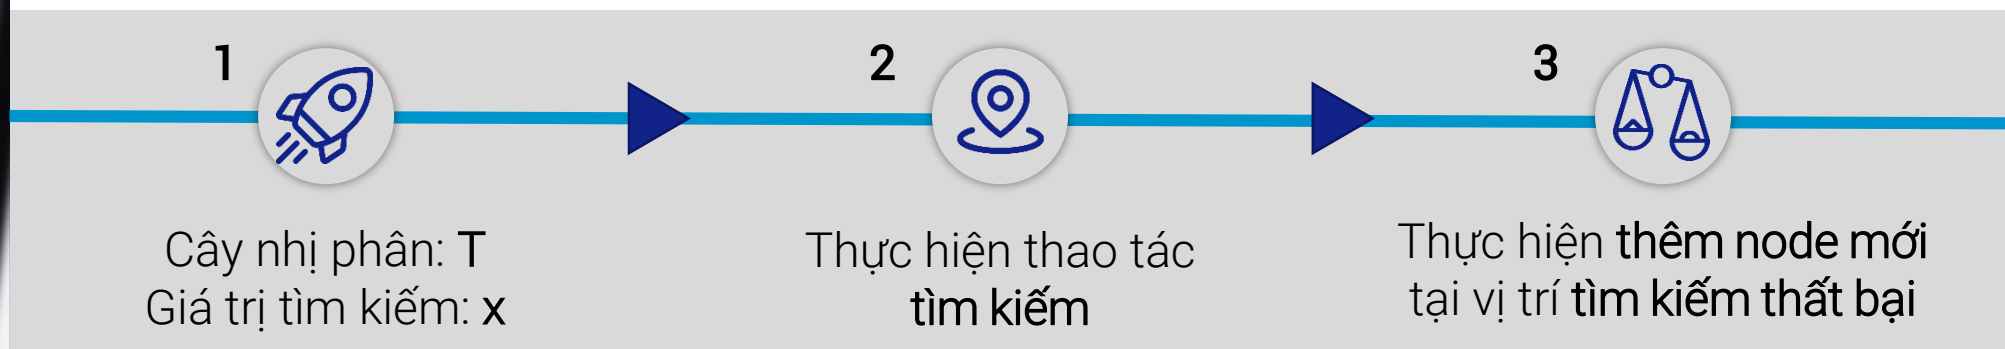 1
Cây nhị phân: T
Giá trị tìm kiếm: x
2
Thực hiện thao tác
tìm kiếm
3
Thực hiện thêm node mới
tại vị trí tìm kiếm thất bại